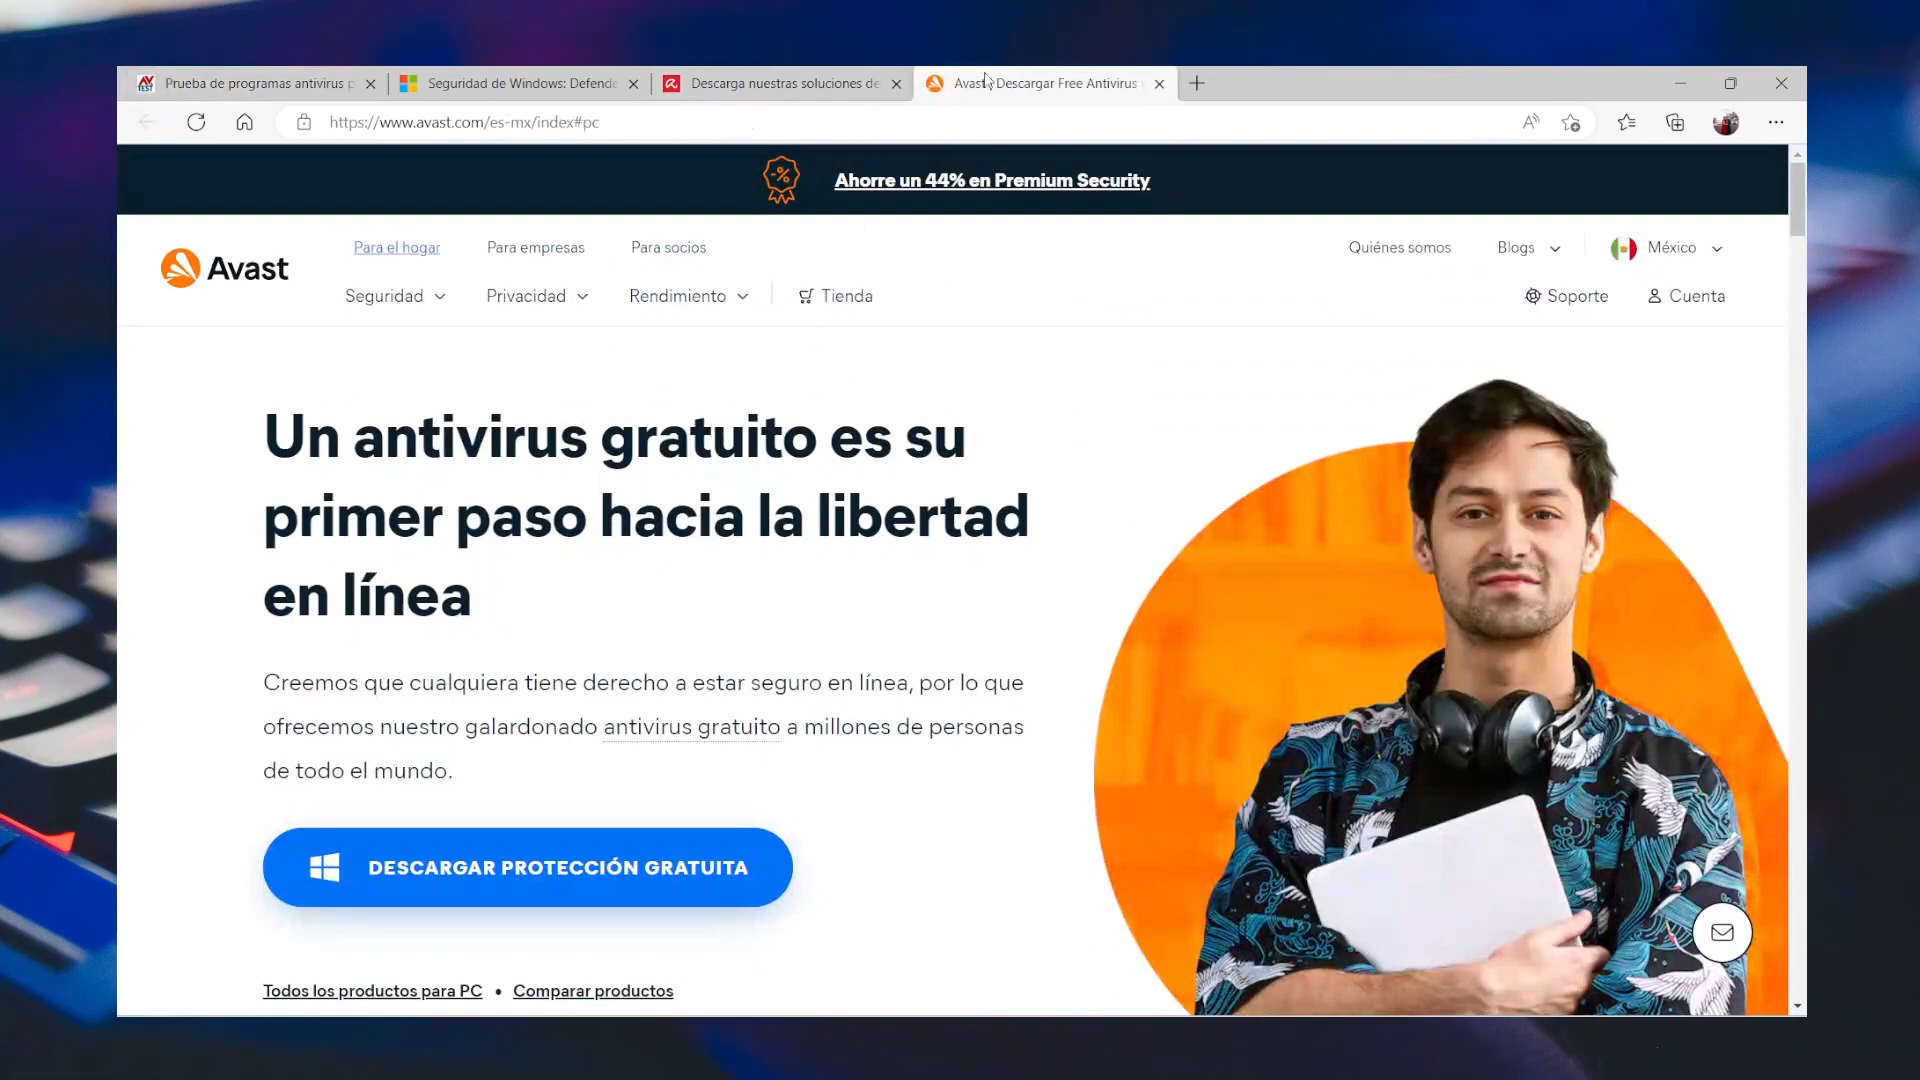 AV TEST
Prueba de programas antivirus p
Seguridad de Windows: Defende
Descarga nuestras soluciones de
Avast Descargar Free Antivirus
https://www.avast.com/es-mx/index#pc
Ahorre un 44% en Premium Security
Avast
Para el hogar
Para empresas
Para socios
Quiénes somos
Blogs
México
Seguridad
Privacidad
Rendimiento
Tienda
Soporte
Cuenta
Un antivirus gratuito es su
primer paso hacia la libertad
en línea
Creemos que cualquiera tiene derecho a estar seguro en línea, por lo que
ofrecemos nuestro galardonado antivirus gratuito a millones de personas
de todo el mundo.
DESCARGAR PROTECCIÓN GRATUITA
Todos los productos para PC • Comparar productos